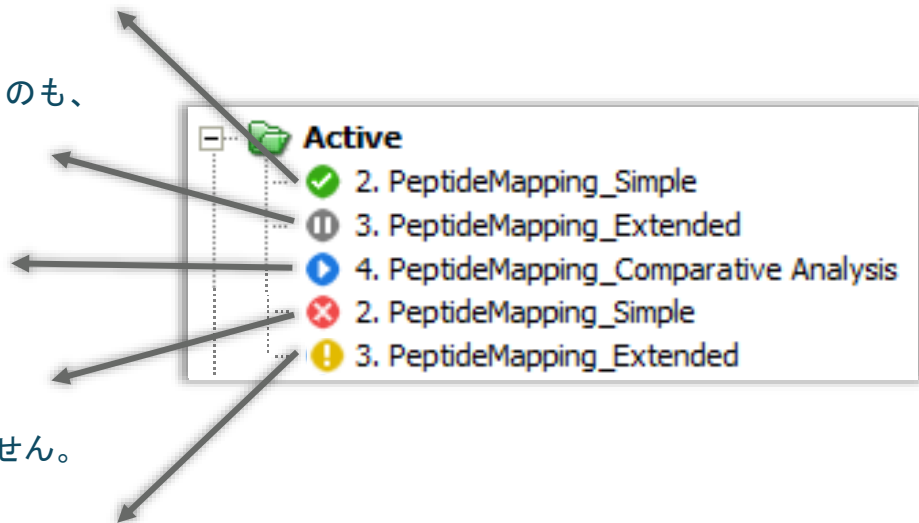 のも、
Active
2. PeptideMapping_Simple
3. PeptideMapping_Extended
4. PeptideMapping_Comparative Analysis
2. PeptideMapping_Simple
3. PeptideMapping_Extended
せん。